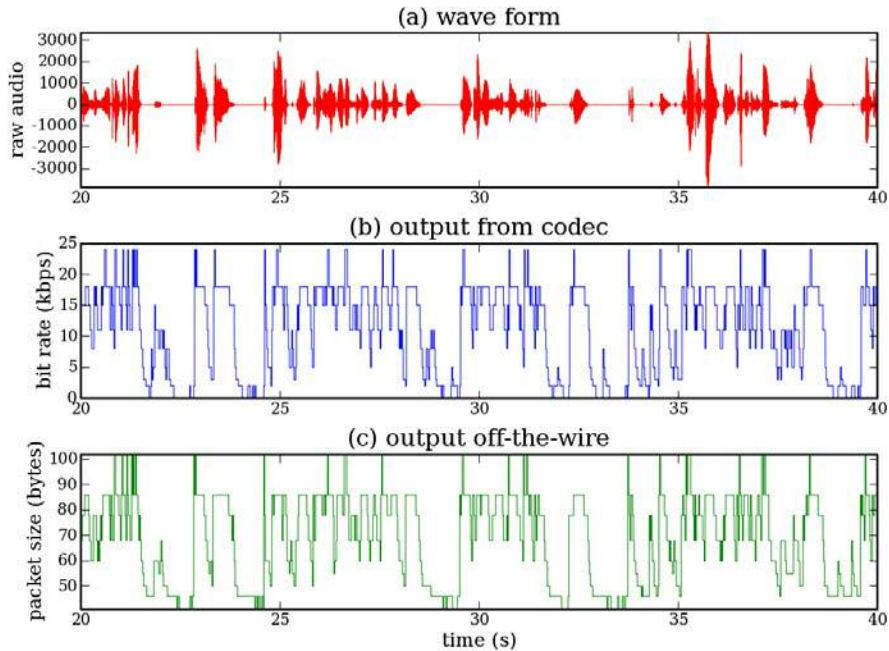 (a) wave form
raw audio
3000
2000
1000
0
−1000
−2000
−3000
20 25 30 35 40
(b) output from codec
bit rate (kbps)
25
20
15
10
5
0
20 25 30 35 40
(c) output off-the-wire
packet size (bytes)
100
90
80
70
60
50
20 25 30 35 40
time (s)